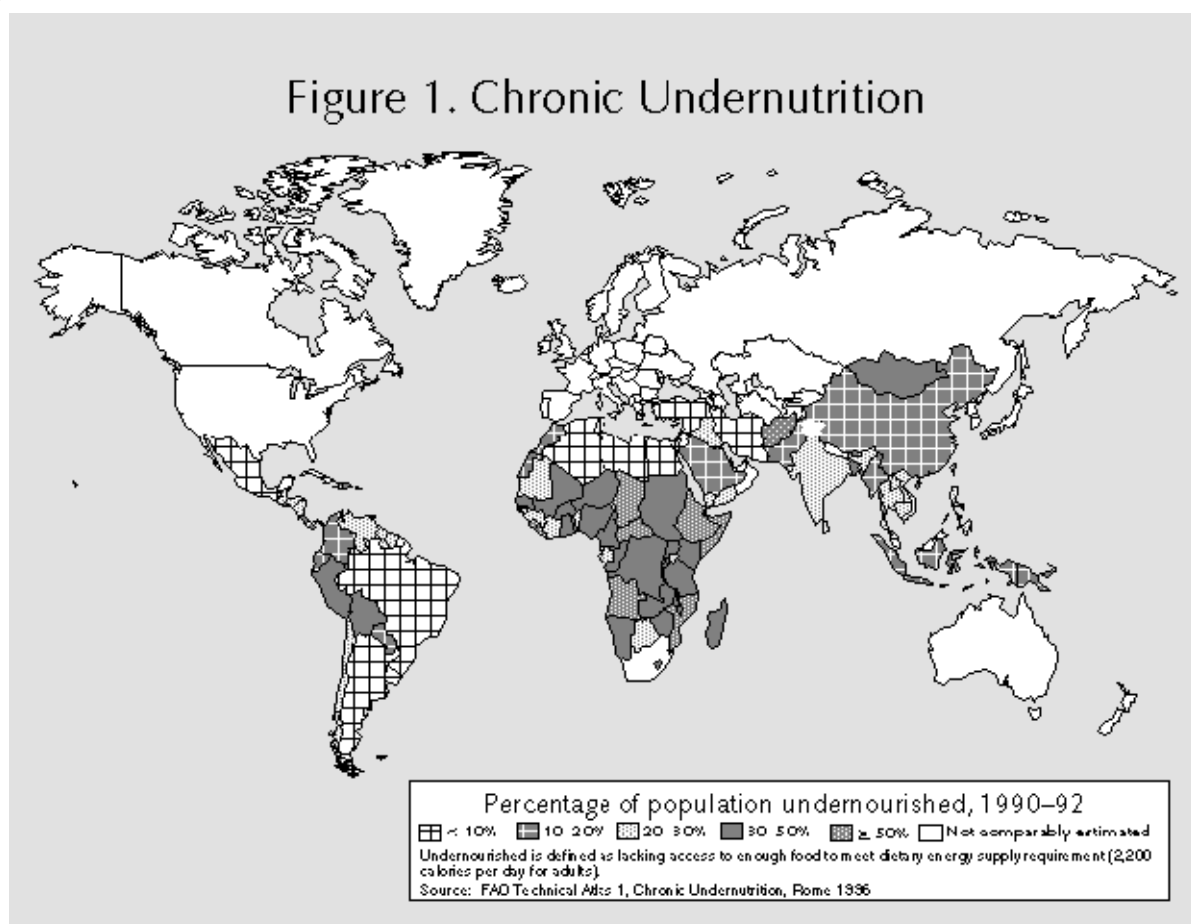 Figure 1. Chronic Undernutrition
Percentage of population undernourished, 1990–92
< 10% 10-20% 20-30% 30-50% ≥ 50% Not comparably estimated
Undernourished is defined as lacking access to enough food to meet dietary energy supply requirement (2,200
calories per day for adults).
Source: FAO Technical Atlas 1, Chronic Undernutrition, Rome 1996